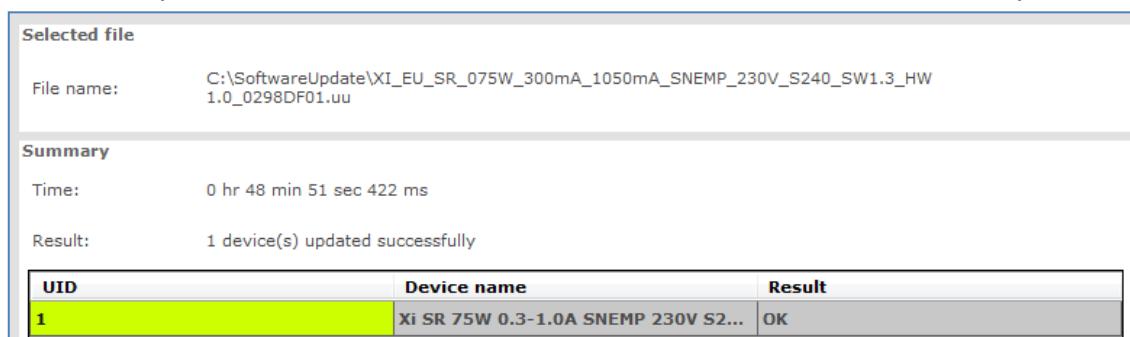 Selected file
File name:
C:\SoftwareUpdate\XI_EU_SR_075W_300mA_1050mA_SNEMP_230V_S240_SW1.3_HW
1.0_0298DF01.uu
Summary
Time: 0 hr 48 min 51 sec 422 ms
Result: 1 device(s) updated successfully
UID Device name Result
1 Xi SR 75W 0.3-1.0A SNEMP 230V S2... OK